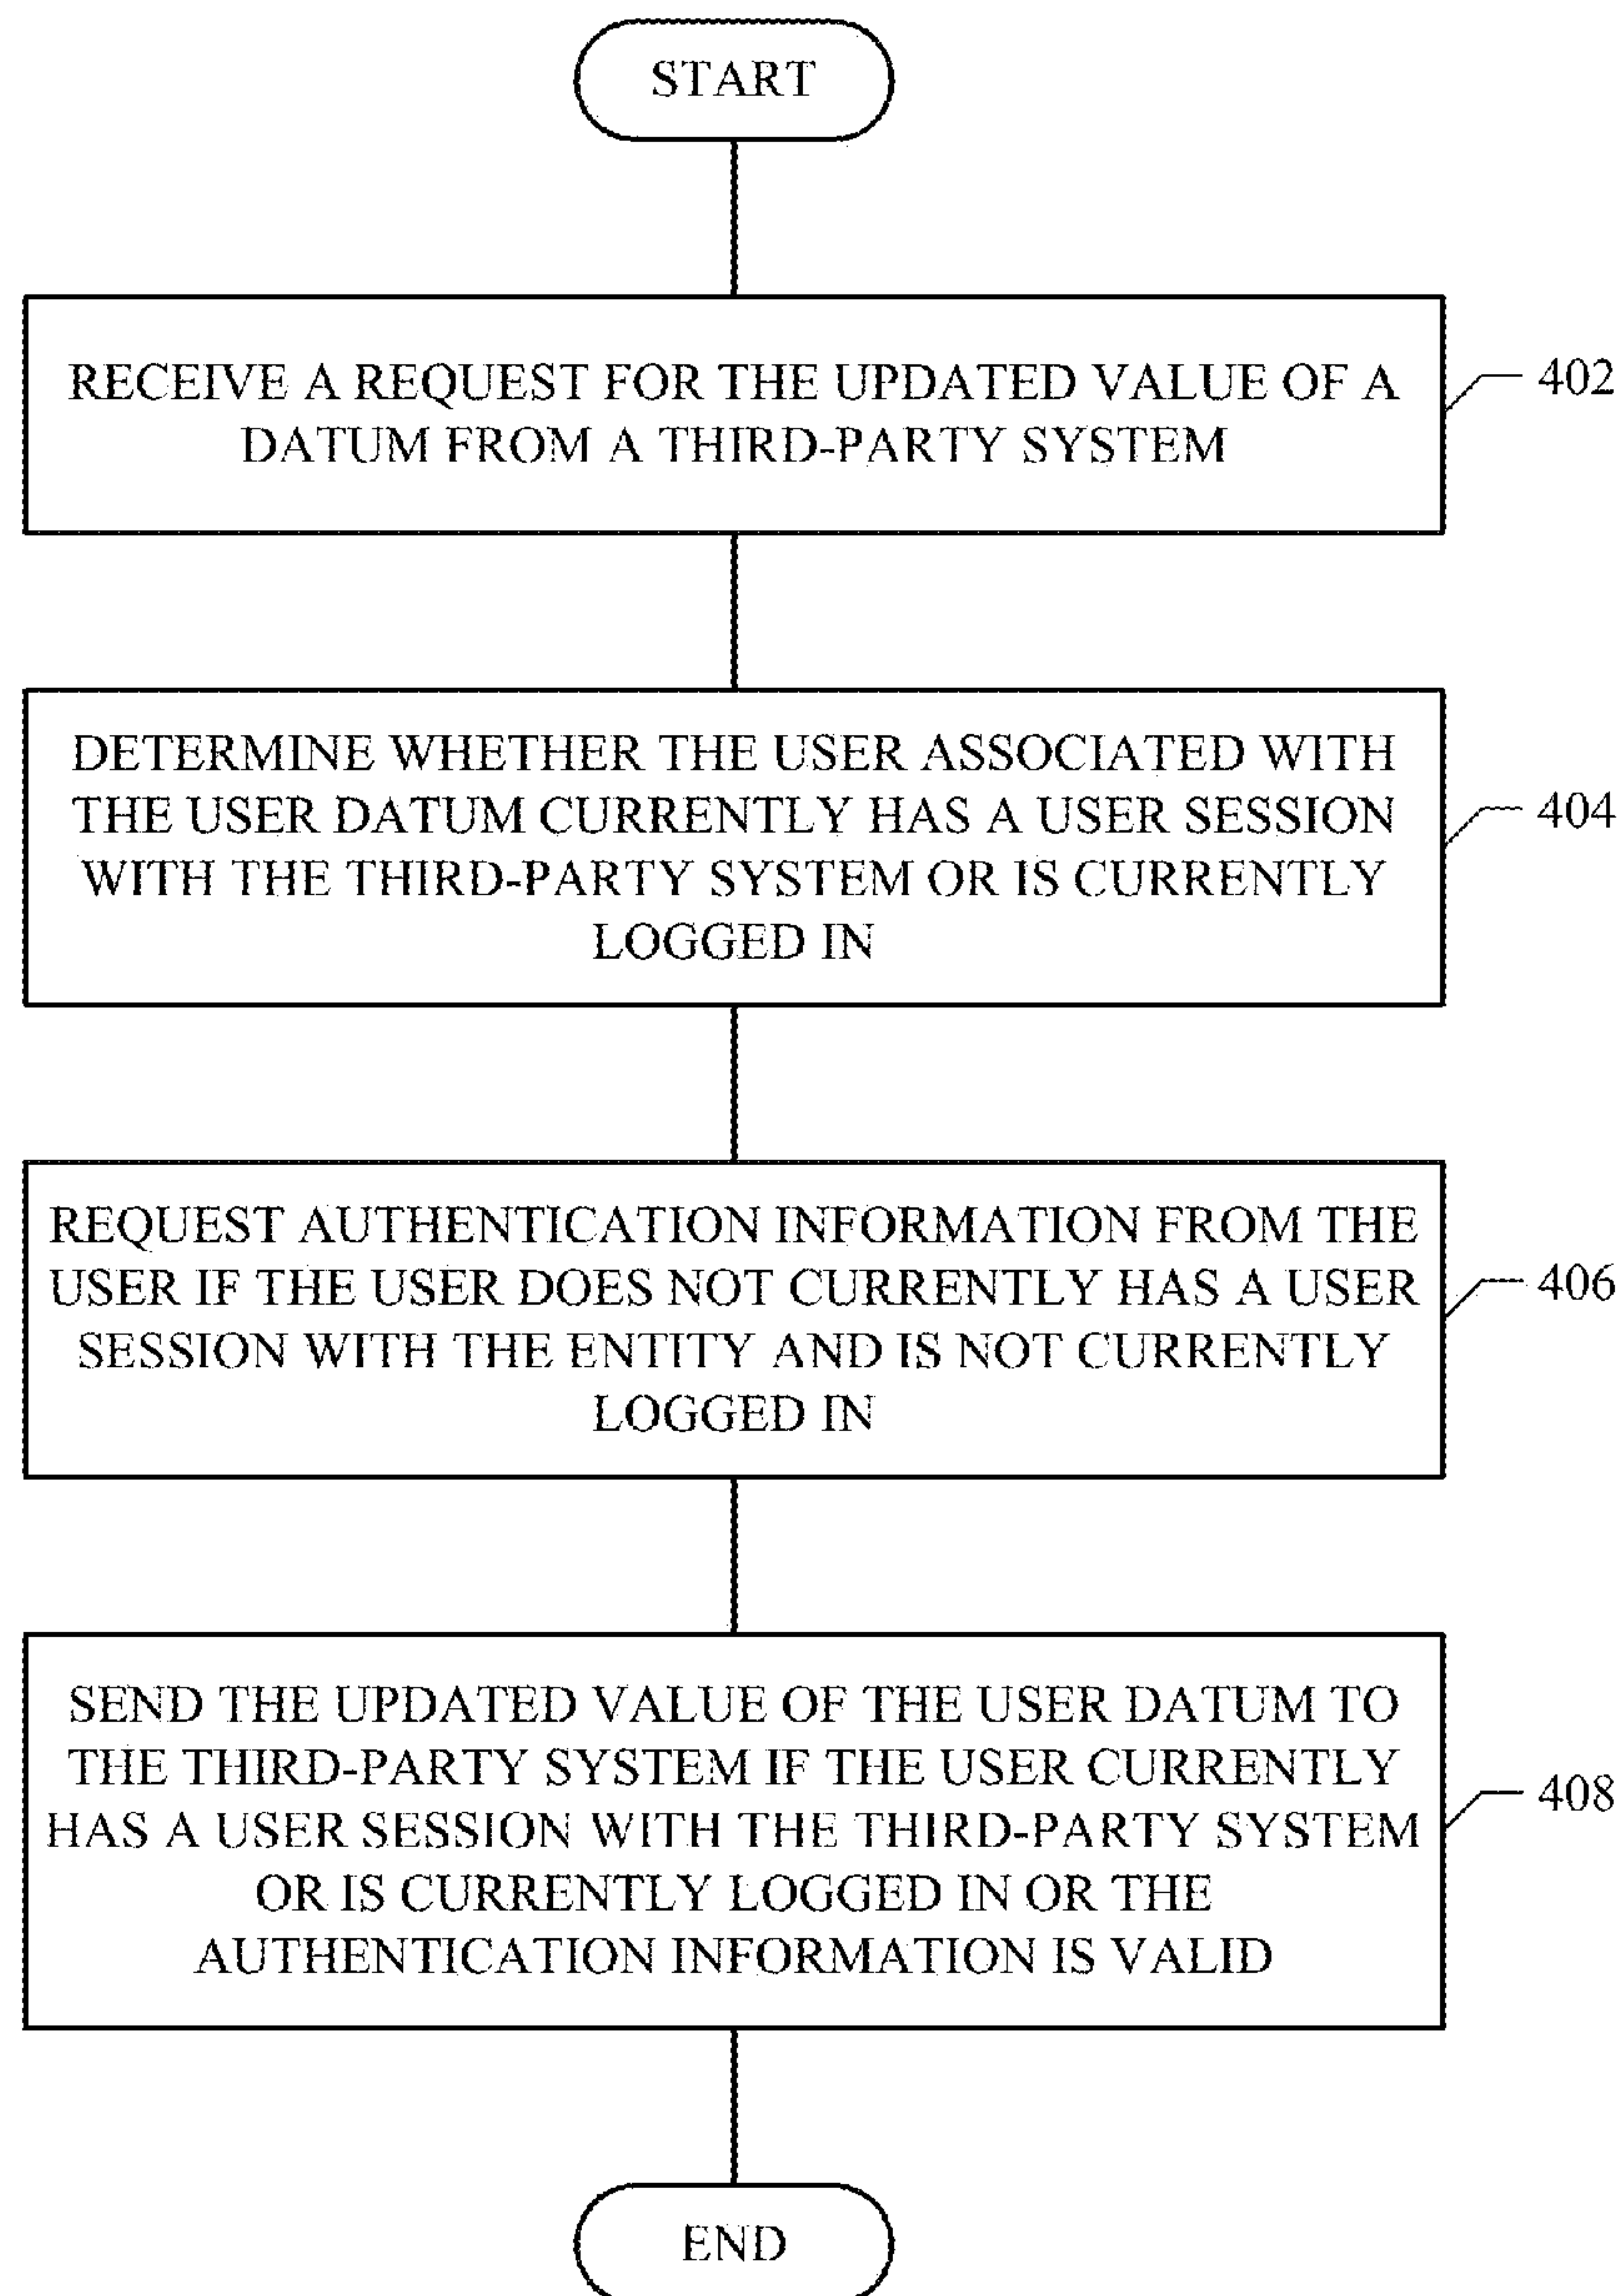 START
RECEIVE A REQUEST FOR THE UPDATED VALUE OF A
DATUM FROM A THIRD-PARTY SYSTEM
402
DETERMINE WHETHER THE USER ASSOCIATED WITH
THE USER DATUM CURRENTLY HAS A USER SESSION
WITH THE THIRD-PARTY SYSTEM OR IS CURRENTLY
LOGGED IN
404
REQUEST AUTHENTICATION INFORMATION FROM THE
USER IF THE USER DOES NOT CURRENTLY HAS A USER
SESSION WITH THE ENTITY AND IS NOT CURRENTLY
LOGGED IN
406
SEND THE UPDATED VALUE OF THE USER DATUM TO
THE THIRD-PARTY SYSTEM IF THE USER CURRENTLY
HAS A USER SESSION WITH THE THIRD-PARTY SYSTEM
OR IS CURRENTLY LOGGED IN OR THE
AUTHENTICATION INFORMATION IS VALID
408
END